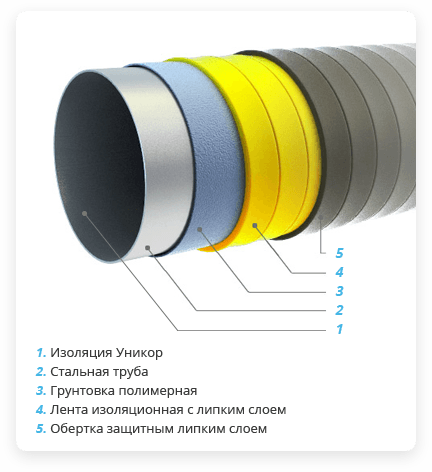 5
4
3
2
1
1. Изоляция Уникор
2. Стальная труба
3. Грунтовка полимерная
4. Лента изоляционная с липким слоем
5. Обертка защитным липким слоем